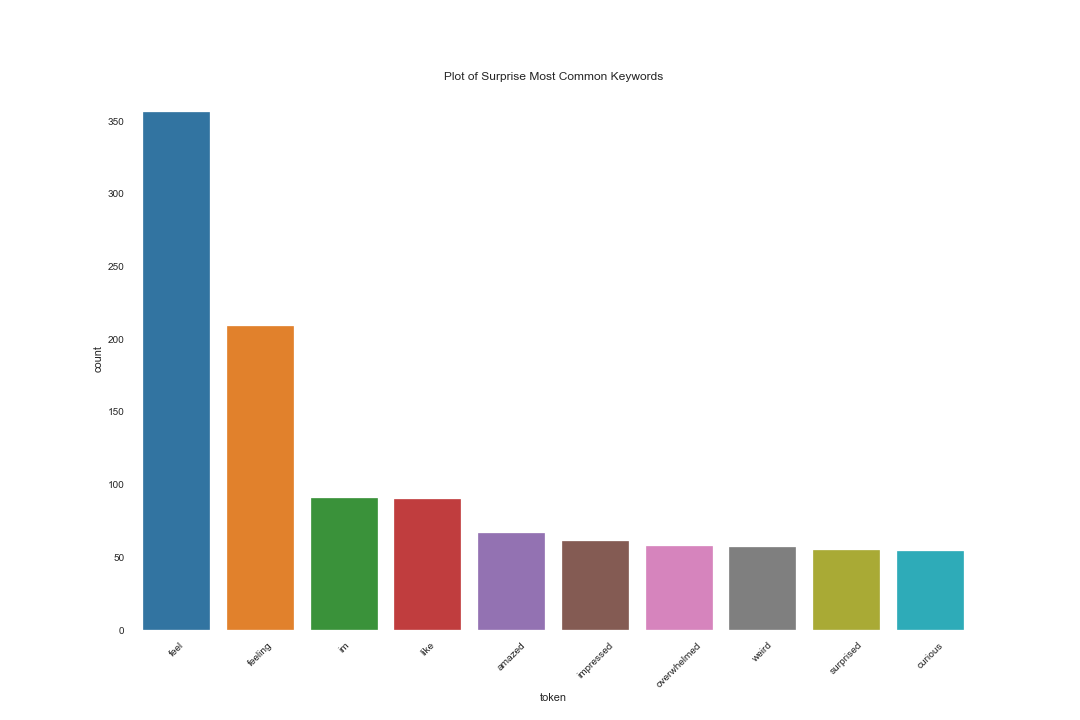 Plot of Surprise Most Common Keywords
350
300
250
200
150
100
50
0
count
feel
feeling
im
like
amazed
impressed
overwhelmed
weird
surprised
curious
token